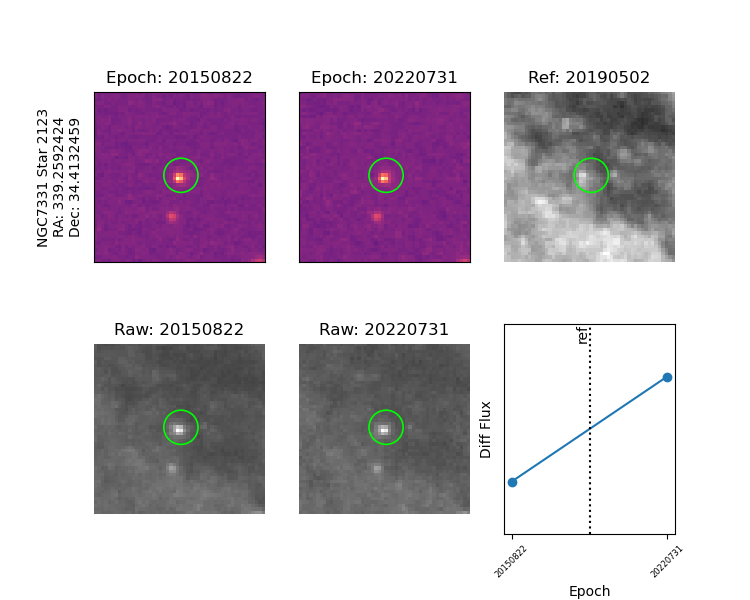 Epoch: 20150822
Epoch: 20220731
Ref: 20190502
NGC7331 Star 2123
RA: 339.2592424
Dec: 34.4132459
Raw: 20150822
Raw: 20220731
ref
Diff Flux
20150822
20220731
Epoch